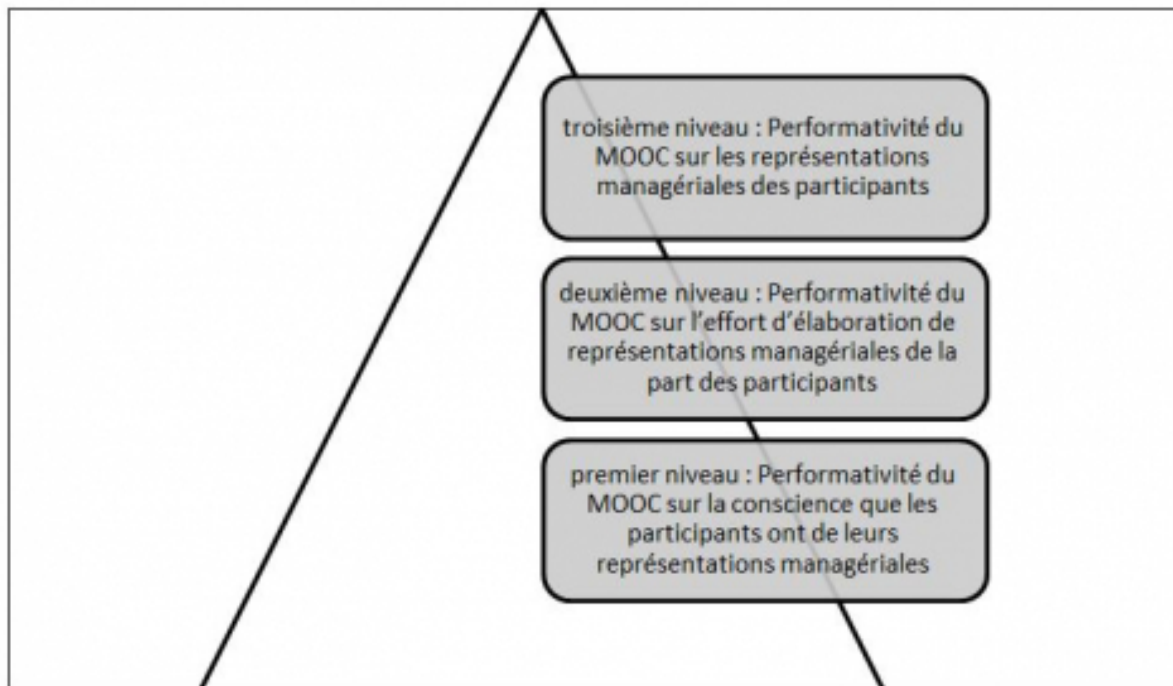 troisième niveau : Performativité du
MOOC sur les représentations
managériales des participants
deuxième niveau : Performativité du
MOOC sur l’effort d’élaboration de
représentations managériales de la
part des participants
premier niveau : Performativité du
MOOC sur la conscience que les
participants ont de leurs
représentations managériales